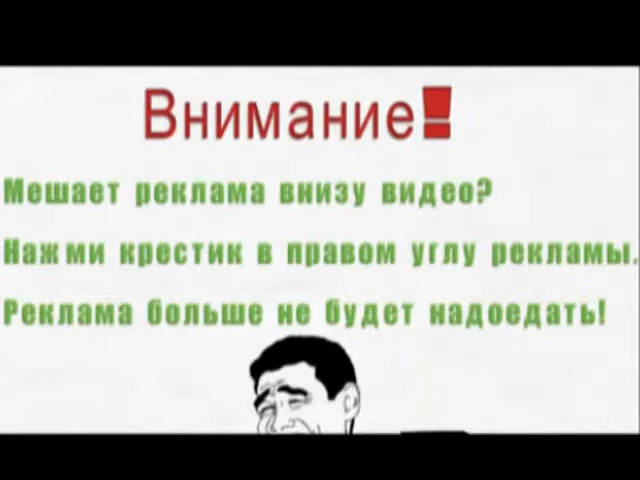 Внимание!
Мешает реклама внизу видео?
Нажми крестик в правом углу рекламы.
Реклама больше не будет надоедать!